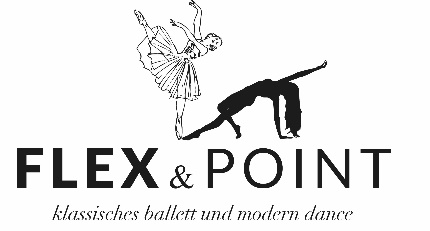 FLEX & POINT
klassisches ballett und modern dance